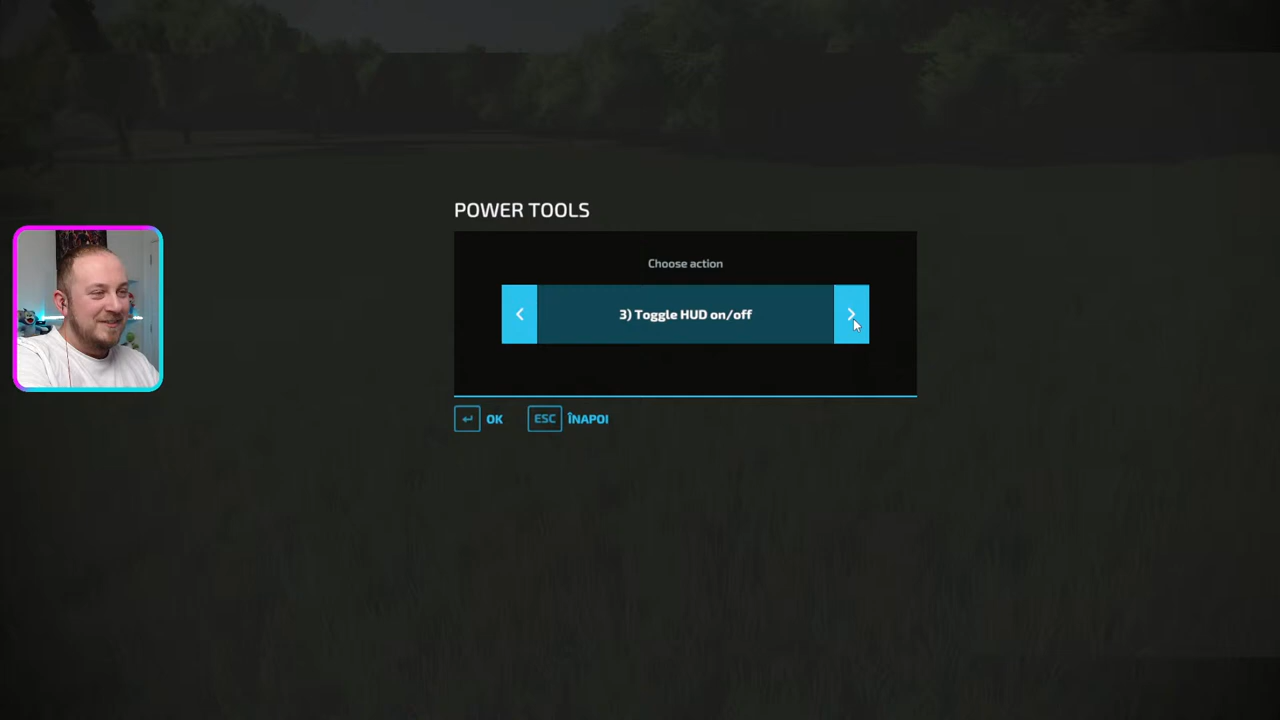 POWER TOOLS
Choose action
3) Toggle HUD on/off
OK ESC ÎNAPOI